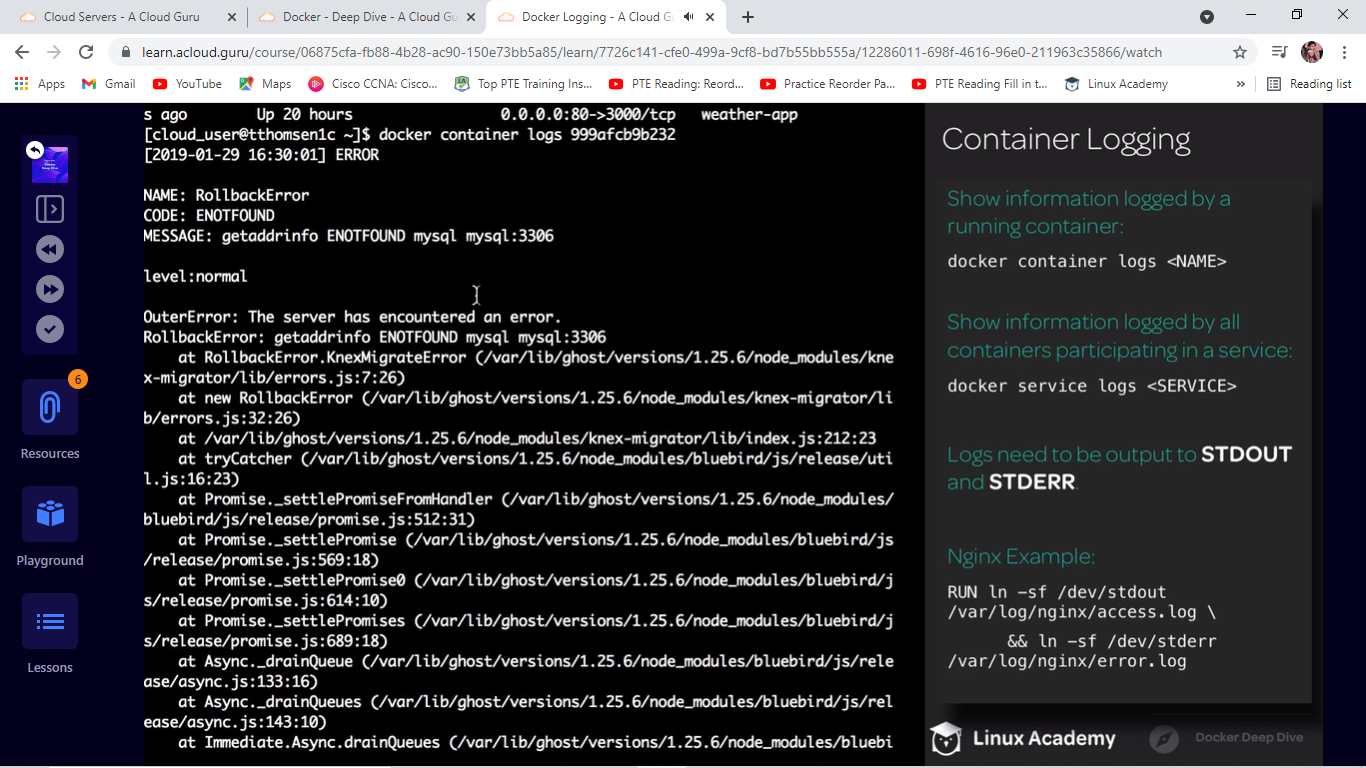 Cloud Servers - A Cloud Guru
Docker - Deep Dive - A Cloud Gu
Docker Logging - A Cloud G
learn.acloud.guru/course/06875cfa-fb88-4b28-ac90-150e73bb5a85/learn/7726c141-cfe0-499a-9cf8-bd7b55bb555a/12286011-698f-4616-96e0-211963c35866/watch
Apps
Gmail
YouTube
Maps
Cisco CCNA: Cisco...
Top PTE Training Ins...
PTE Reading: Reord...
Practice Reorder Pa...
PTE Reading Fill in t...
Linux Academy
»
Reading list
Docker
Deep Dive
6
Resources
Playground
Lessons
s ago Up 20 hours 0.0.0.0:80->3000/tcp weather-app
[cloud_user@tthomsen1c ~]$ docker container logs 999afcb9b232
[2019-01-29 16:30:01] ERROR
NAME: RollbackError
CODE: ENOTFOUND
MESSAGE: getaddrinfo ENOTFOUND mysql mysql:3306
level:normal
OuterError: The server has encountered an error.
RollbackError: getaddrinfo ENOTFOUND mysql mysql:3306
at RollbackError.KnexMigrateError (/var/lib/ghost/versions/1.25.6/node_modules/kne
x-migrator/lib/errors.js:7:26)
at new RollbackError (/var/lib/ghost/versions/1.25.6/node_modules/knex-migrator/li
b/errors.js:32:26)
at /var/lib/ghost/versions/1.25.6/node_modules/knex-migrator/lib/index.js:212:23
at tryCatcher (/var/lib/ghost/versions/1.25.6/node_modules/bluebird/js/release/uti
l.js:16:23)
at Promise._settlePromiseFromHandler (/var/lib/ghost/versions/1.25.6/node_modules/
bluebird/js/release/promise.js:512:31)
at Promise._settlePromise (/var/lib/ghost/versions/1.25.6/node_modules/bluebird/js
/release/promise.js:569:18)
at Promise._settlePromise0 (/var/lib/ghost/versions/1.25.6/node_modules/bluebird/j
s/release/promise.js:614:10)
at Promise._settlePromises (/var/lib/ghost/versions/1.25.6/node_modules/bluebird/j
s/release/promise.js:689:18)
at Async._drainQueue (/var/lib/ghost/versions/1.25.6/node_modules/bluebird/js/rele
ase/async.js:133:16)
at Async._drainQueues (/var/lib/ghost/versions/1.25.6/node_modules/bluebird/js/rel
ease/async.js:143:10)
at Immediate.Async.drainQueues (/var/lib/ghost/versions/1.25.6/node_modules/bluebi
Container Logging
Show information logged by a
running container:
docker container logs <NAME>
Show information logged by all
containers participating in a service:
docker service logs <SERVICE>
Logs need to be output to STDOUT
and STDERR.
Nginx Example:
RUN ln -sf /dev/stdout
/var/log/nginx/access.log \
&& ln -sf /dev/stderr
/var/log/nginx/error.log
Linux Academy
Docker Deep Dive